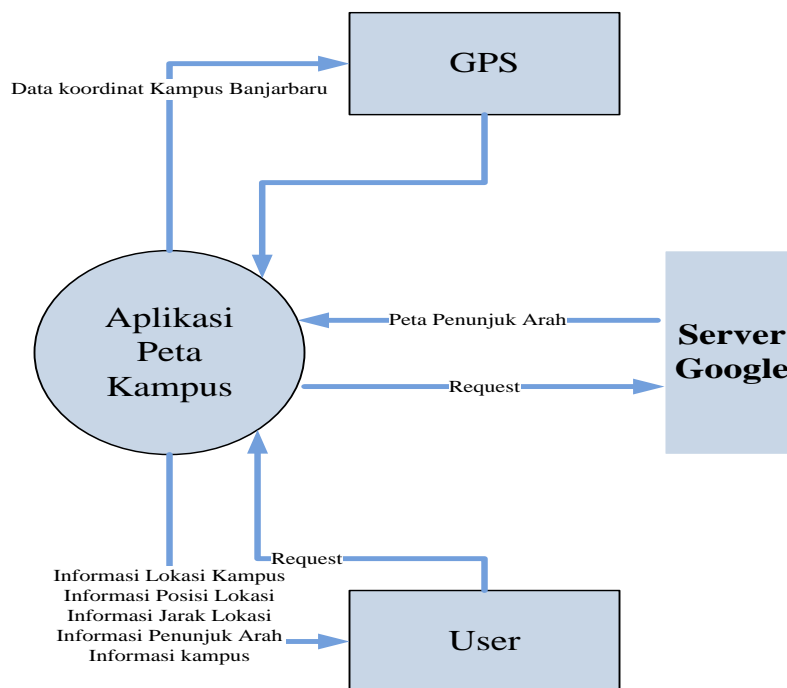 GPS
Data koordinat Kampus Banjarbaru
Aplikasi
Peta
Kampus
Peta Penunjuk Arah
Server
Google
Request
Request
Informasi Lokasi Kampus
Informasi Posisi Lokasi
Informasi Jarak Lokasi
Informasi Penunjuk Arah
Informasi kampus
User